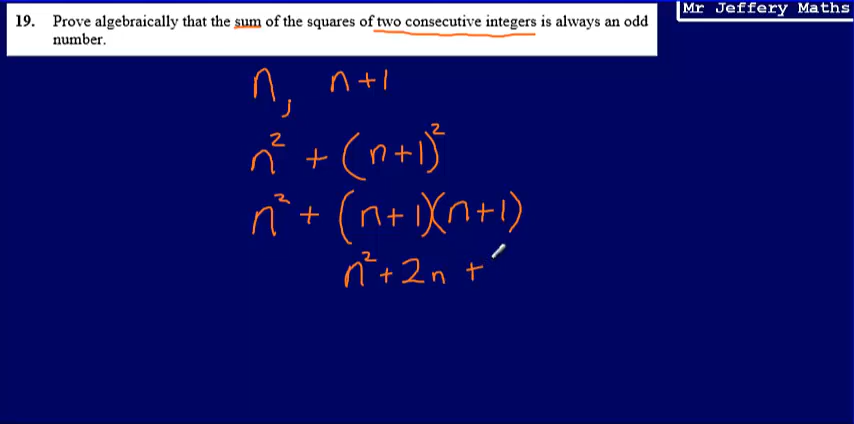 Mr Jeffery Maths
19. Prove algebraically that the sum of the squares of two consecutive integers is always an odd
number.
n, n+1
n² + (n+1)²
n² + (n+1)(n+1)
n² + 2n +